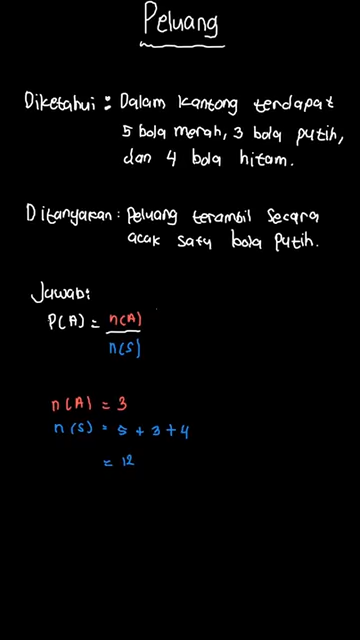 Peluang
Diketahui : Dalam kantong terdapat
5 bola merah, 3 bola putih,
dan 4 bola hitam.
Ditanyakan : Peluang terambil secara
acak satu bola putih.
Jawab:
P(A) = n(A)
n(S)
n(A) = 3
n(S) = 5 + 3 + 4
= 12